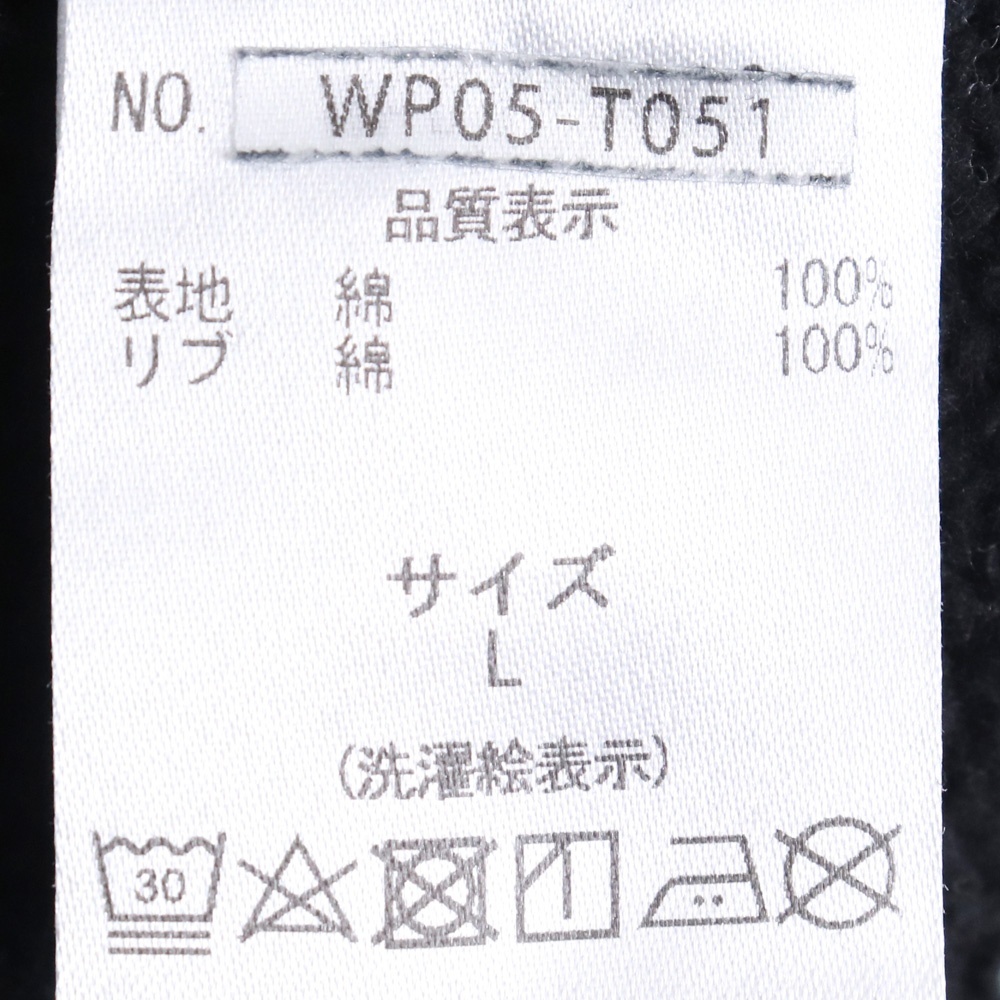 NO. WP05-T051
品質表示
表地 綿 100%
リブ 綿 100%
サイズ
L
(洗濯絵表示)
30